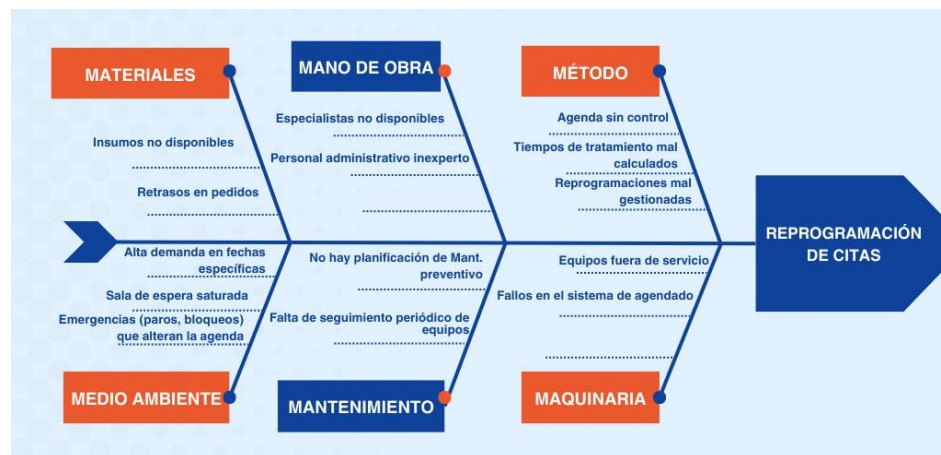 MATERIALES
MANO DE OBRA
MÉTODO
Insumos no disponibles
Retrasos en pedidos
Especialistas no disponibles
Personal administrativo inexperto
Agenda sin control
Tiempos de tratamiento mal
calculados
Reprogramaciones mal
gestionadas
REPROGRAMACIÓN
DE CITAS
Alta demanda en fechas
específicas
Sala de espera saturada
Emergencias (paros, bloqueos)
que alteran la agenda
No hay planificación de Mant.
preventivo
Falta de seguimiento periódico de
equipos
Equipos fuera de servicio
Fallos en el sistema de agendado
MEDIO AMBIENTE
MANTENIMIENTO
MAQUINARIA